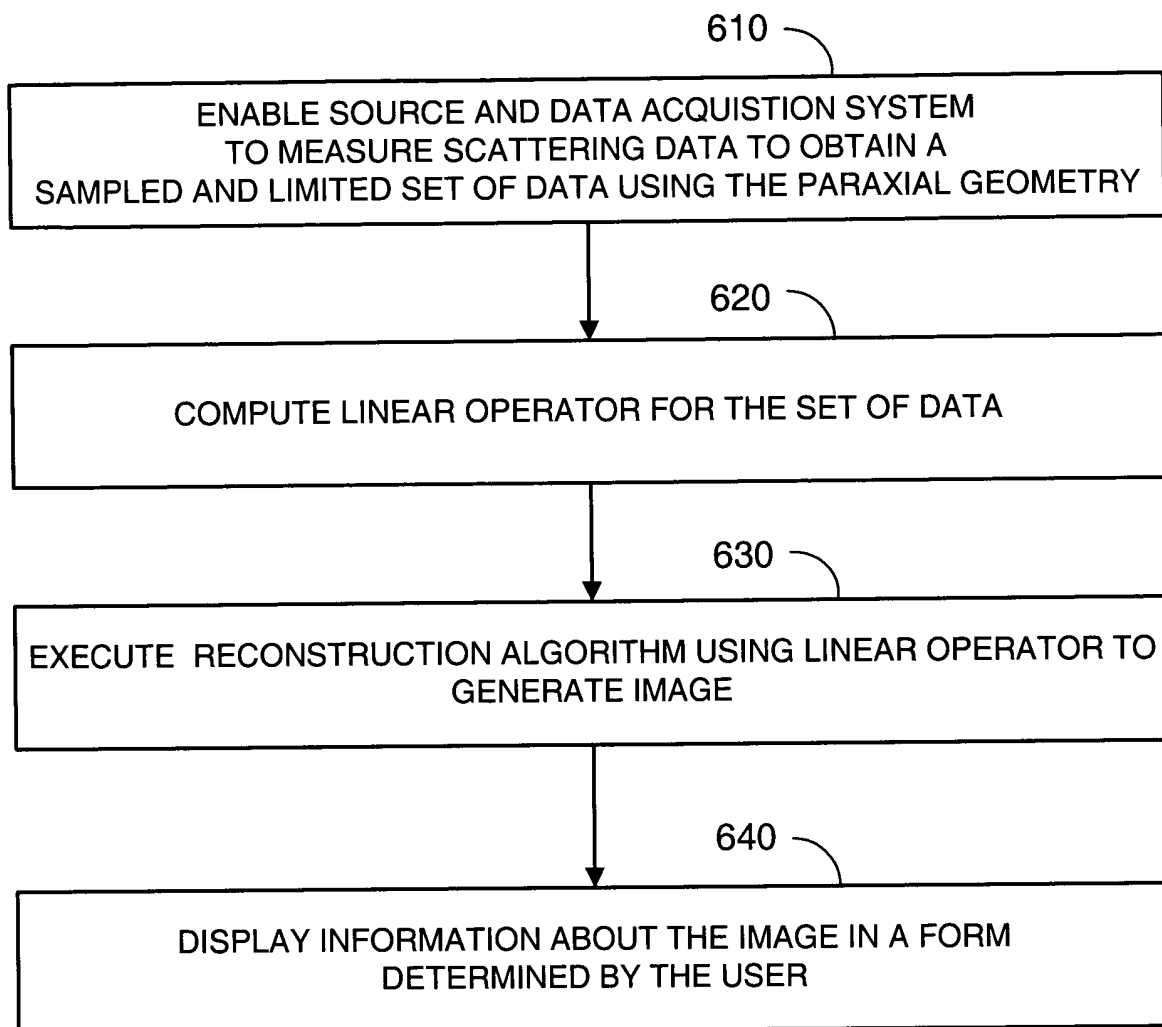 610
ENABLE SOURCE AND DATA ACQUISTION SYSTEM
TO MEASURE SCATTERING DATA TO OBTAIN A
SAMPLED AND LIMITED SET OF DATA USING THE PARAXIAL GEOMETRY
620
COMPUTE LINEAR OPERATOR FOR THE SET OF DATA
630
EXECUTE RECONSTRUCTION ALGORITHM USING LINEAR OPERATOR TO
GENERATE IMAGE
640
DISPLAY INFORMATION ABOUT THE IMAGE IN A FORM
DETERMINED BY THE USER